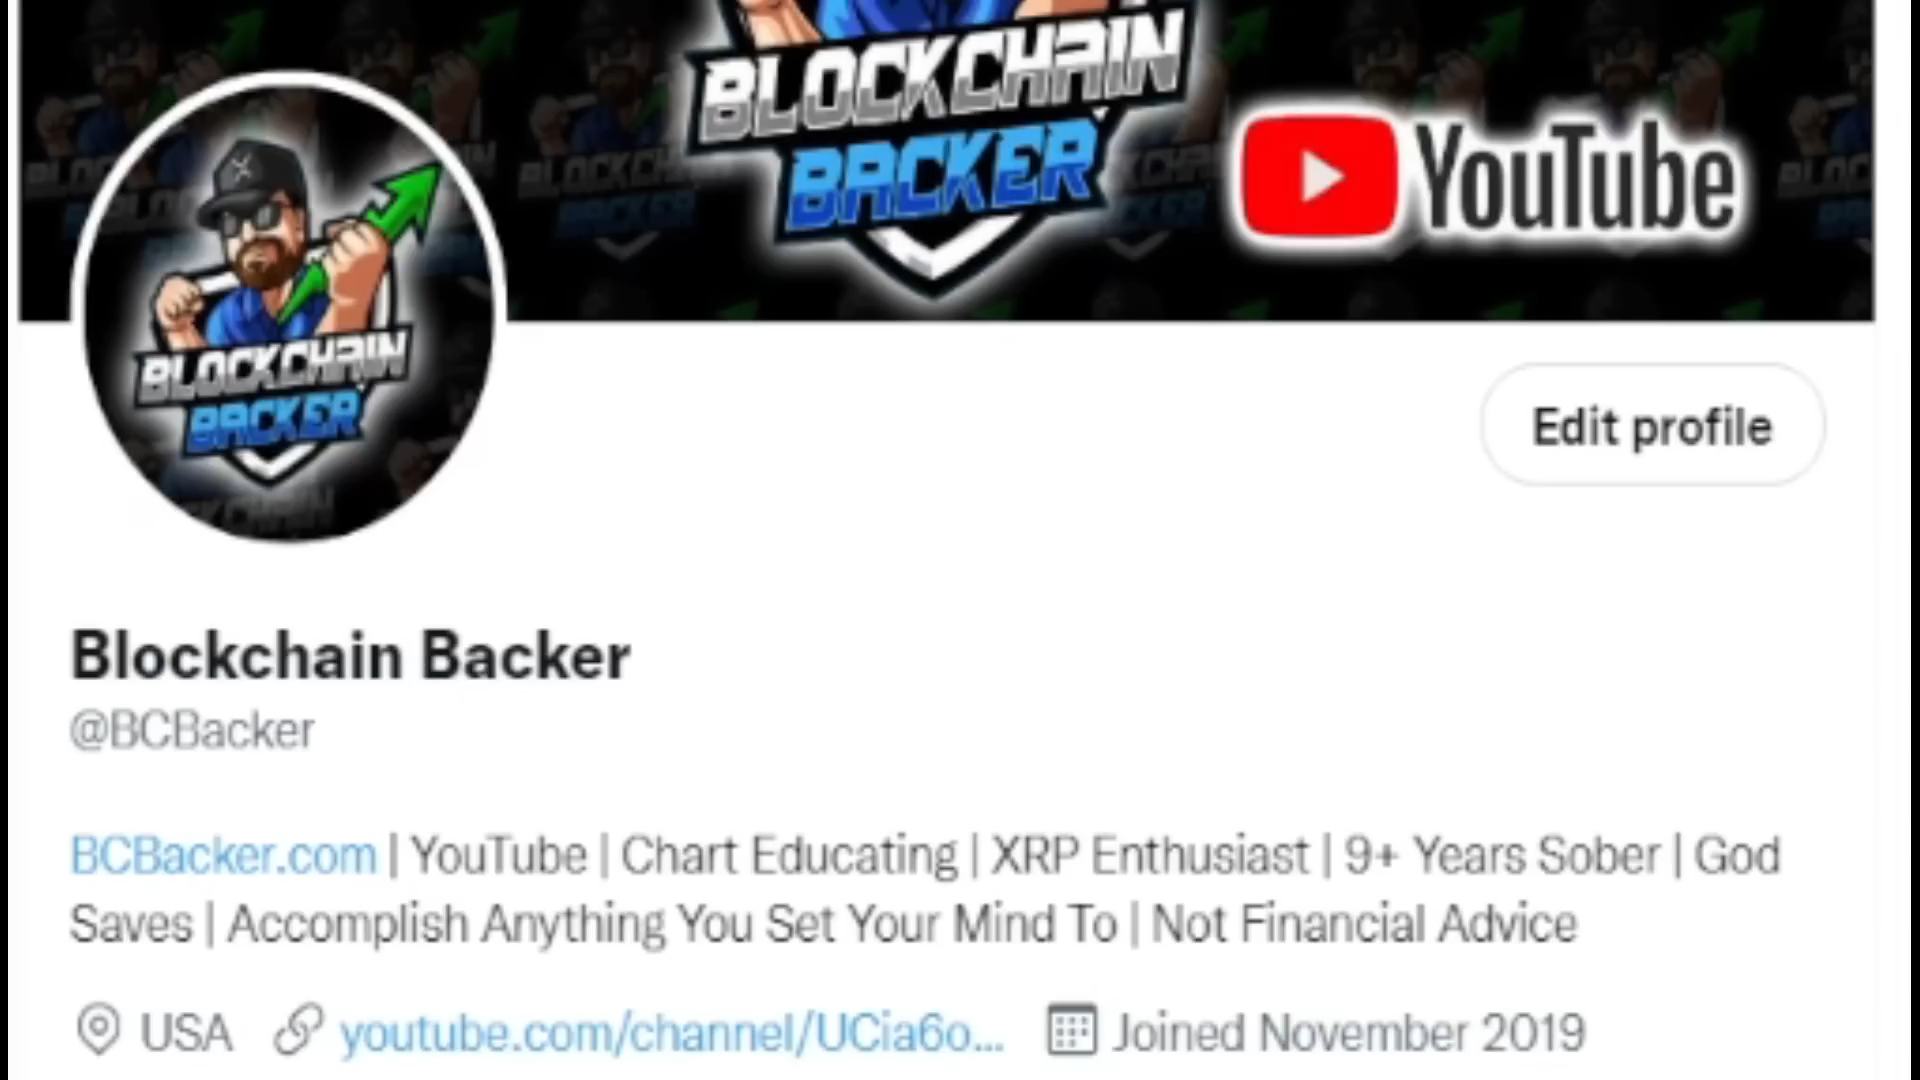 BLOCKCHAIN
BACKER
YouTube
BLOCKCHAIN
BACKER
Edit profile
Blockchain Backer
@BCBacker
BCBacker.com | YouTube | Chart Educating | XRP Enthusiast | 9+ Years Sober | God
Saves | Accomplish Anything You Set Your Mind To | Not Financial Advice
USA youtube.com/channel/UCia6o... Joined November 2019